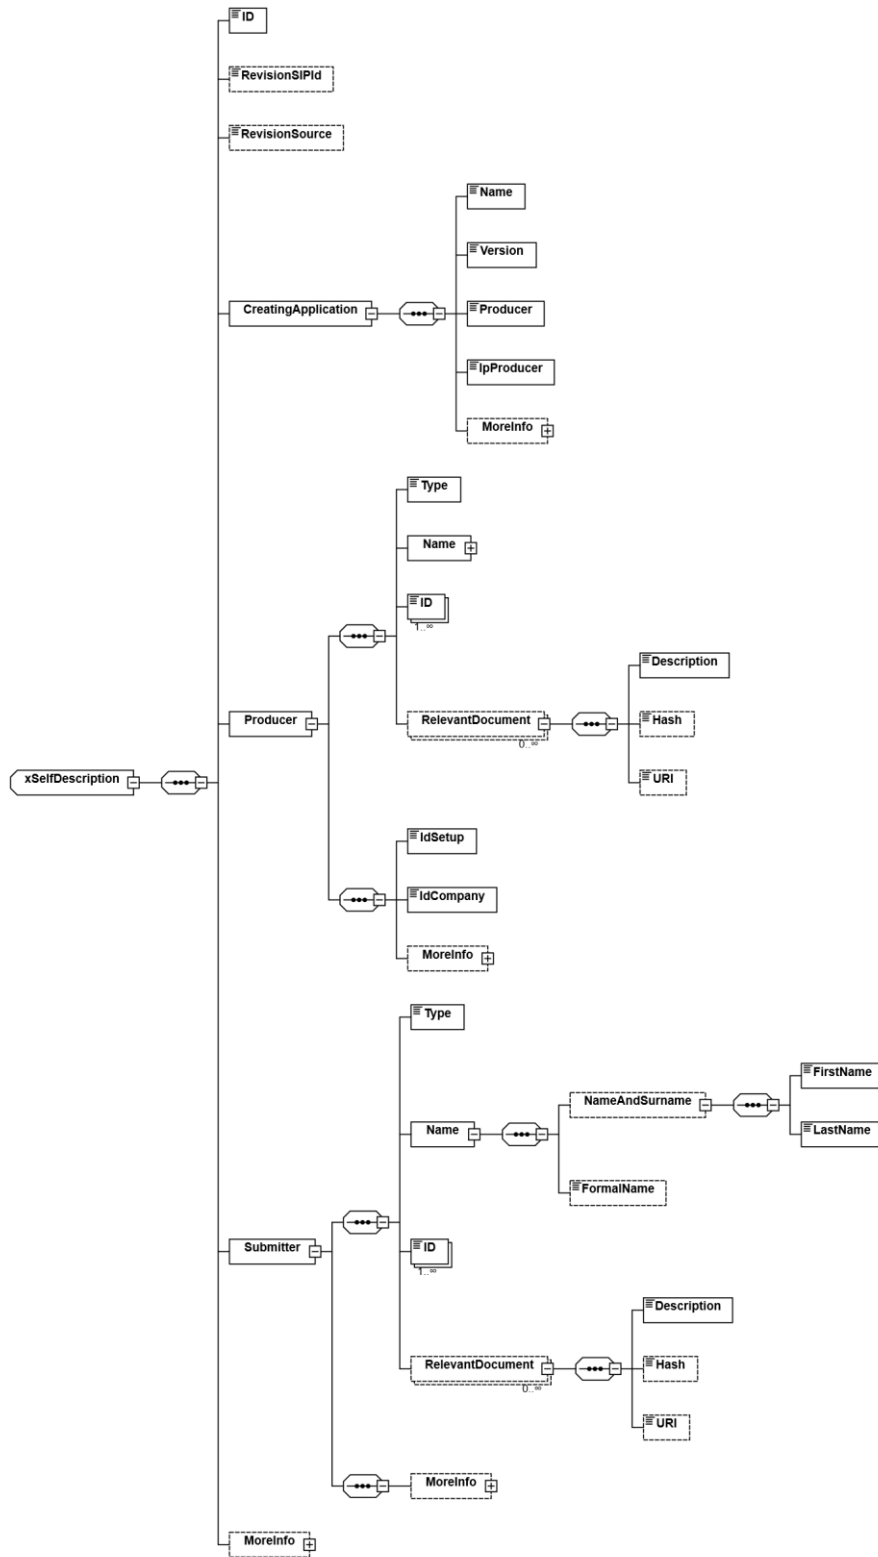 ID
RevisionSIPId
RevisionSource
Name
Version
CreatingApplication
Producer
IpProducer
MoreInfo
Type
Name
ID
1..∞
Description
Producer
RelevantDocument
Hash
0..∞
xSelfDescription
URI
IdSetup
IdCompany
MoreInfo
Type
FirstName
NameAndSurname
Name
LastName
FormalName
Submitter
ID
1..∞
Description
RelevantDocument
Hash
0..∞
URI
MoreInfo
MoreInfo